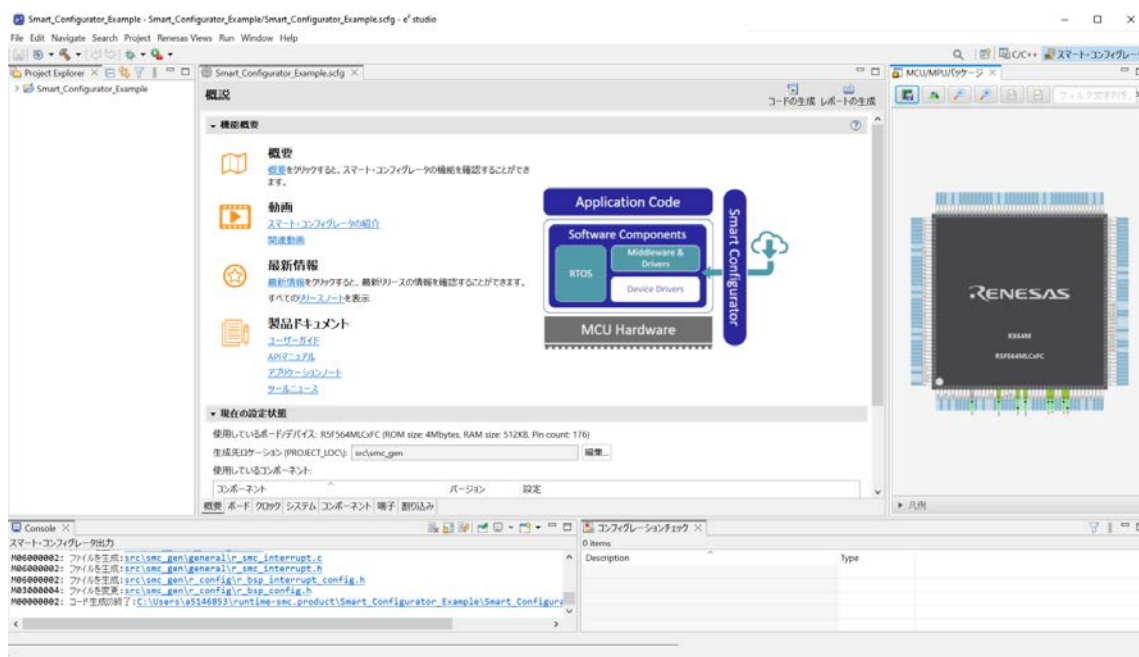 Smart_Configurator_Example - Smart_Configurator_Example/Smart_Configurator_Example.scfg - e² studio
File Edit Navigate Search Project Renesas Views Run Window Help
C/C++ スマート・コンフィグレータ
Project Explorer
Smart_Configurator_Example
Smart_Configurator_Example.scfg
概説
コードの生成 レポートの生成
機能概要
概要
概要をクリックすると、スマート・コンフィグレータの機能を確認することができ
ます。
動画
スマート・コンフィグレータの紹介
関連動画
最新情報
最新情報をクリックすると、最新リリースの情報を確認することができます。
すべてのリリースノートを表示
製品ドキュメント
ユーザーガイド
APIマニュアル
アプリケーションノート
ツールニュース
Application Code
Software Components
RTOS
Middleware &
Drivers
Device Drivers
MCU Hardware
Smart Configurator
現在の設定状態
使用しているボード/デバイス: R5F564MLCxFC (ROM size: 4Mbytes, RAM size: 512KB, Pin count: 176)
生成先ロケーション (PROJECT_LOC\): src\smc_gen 編集...
使用しているコンポーネント:
コンポーネント バージョン 設定
概要 ボード クロック システム コンポーネント 端子 割り込み
MCU/MPUパッケージ
フィルタ文字列を
RENESAS
RX64M
R5F564MLCxFC
凡例
Console
スマート・コンフィグレータ出力
M06000002: ファイルを生成:src\smc_gen\general\r_smc_interrupt.c
M06000002: ファイルを生成:src\smc_gen\general\r_smc_interrupt.h
M06000002: ファイルを生成:src\smc_gen\r_config\r_bsp_interrupt_config.h
M03000004: ファイルを変更:src\smc_gen\r_config\r_bsp_config.h
M00000002: コード生成の終了:C:\Users\a5146853\runtime-smc.product\Smart_Configurator_Example\Smart_Configura
コンフィグレーションチェック
0 items
Description Type